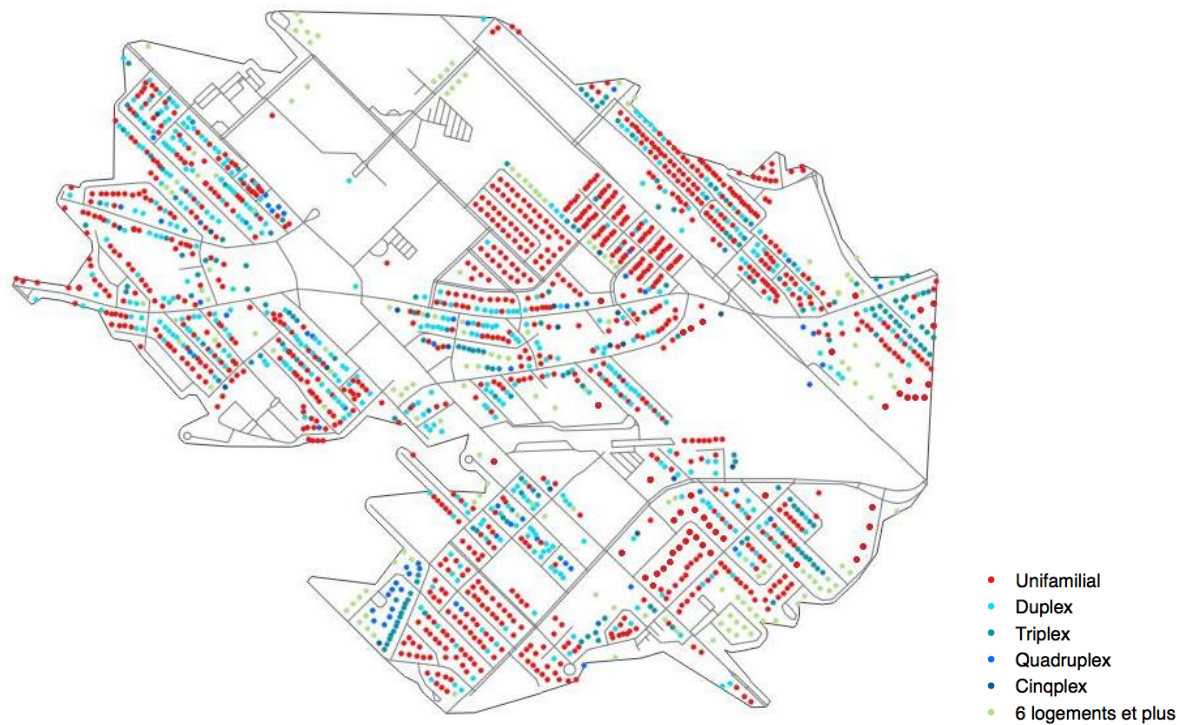 Unifamilial
Duplex
Triplex
Quadruplex
Cinqplex
6 logements et plus